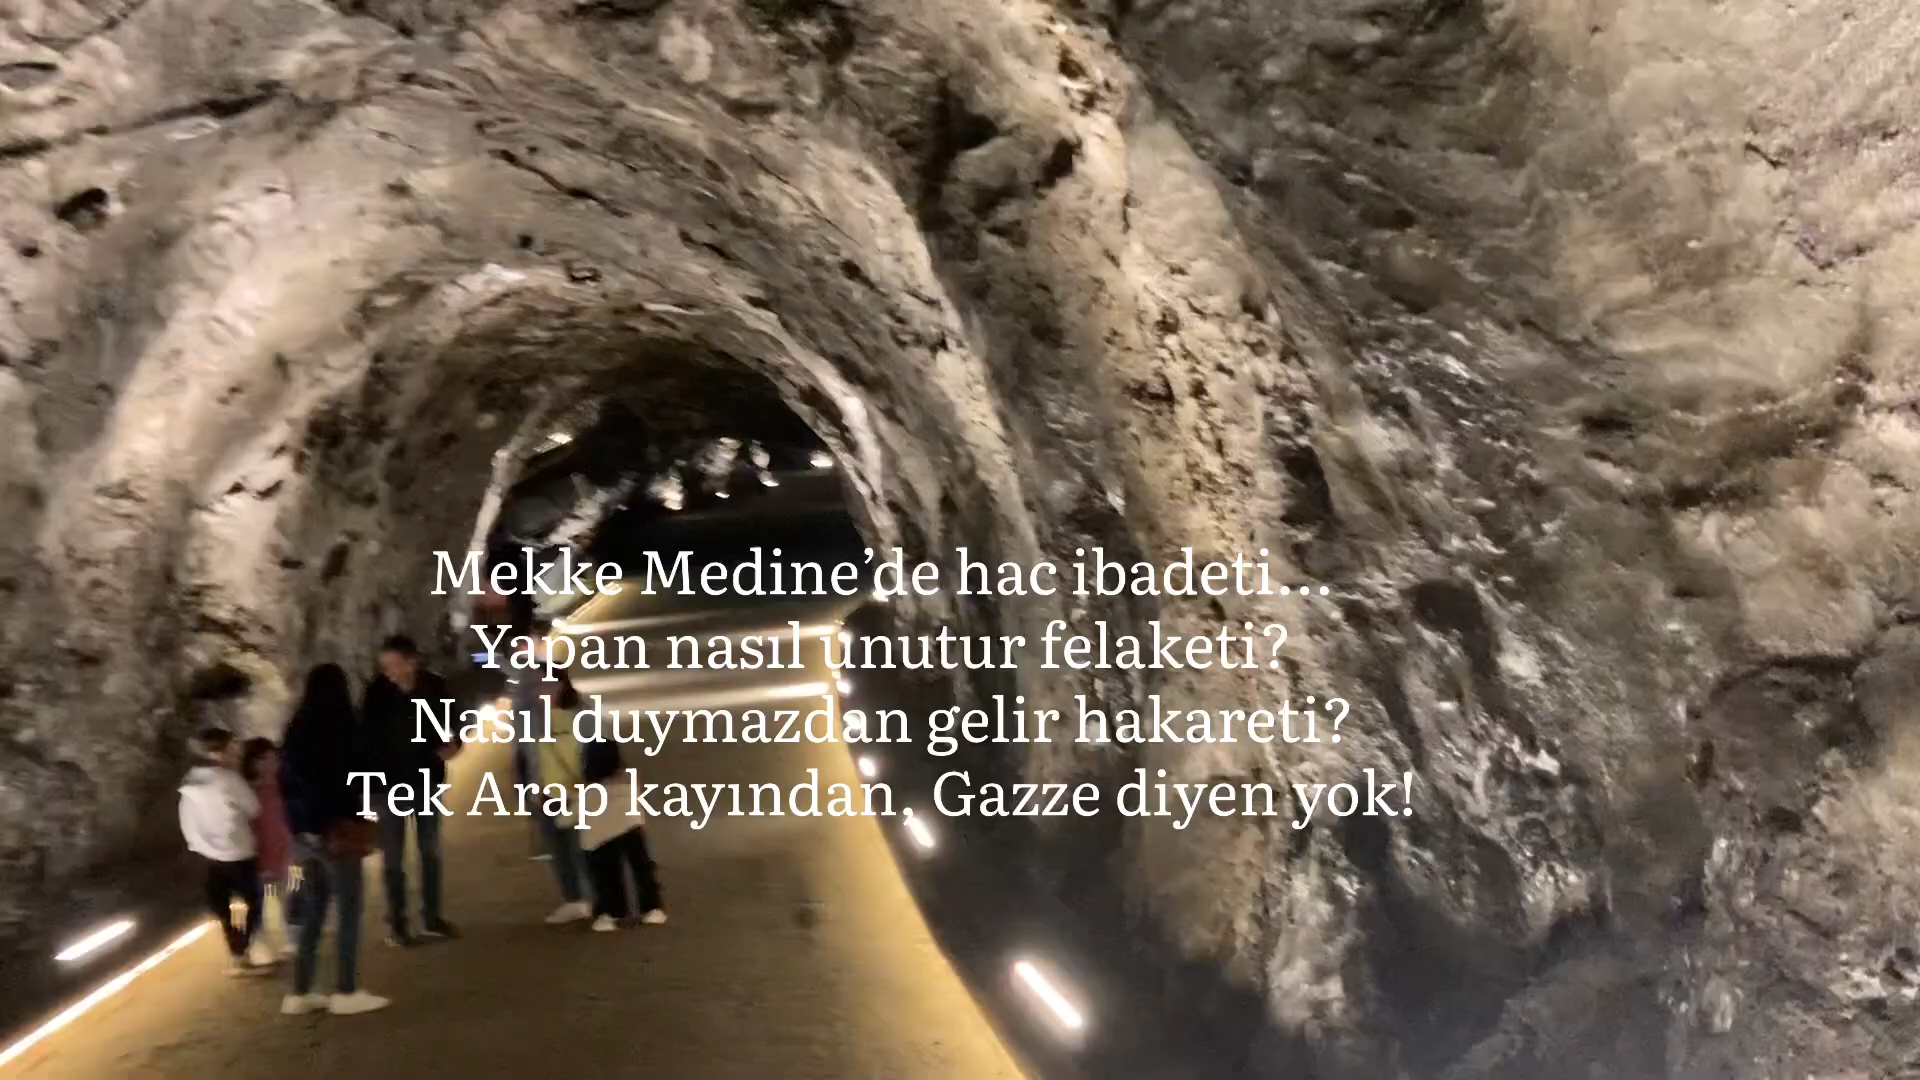 Mekke Medine’de hac ibadeti...
Yapan nasıl unutur felaketi?
Nasıl duymazdan gelir hakareti?
Tek Arap kayından, Gazze diyen yok!